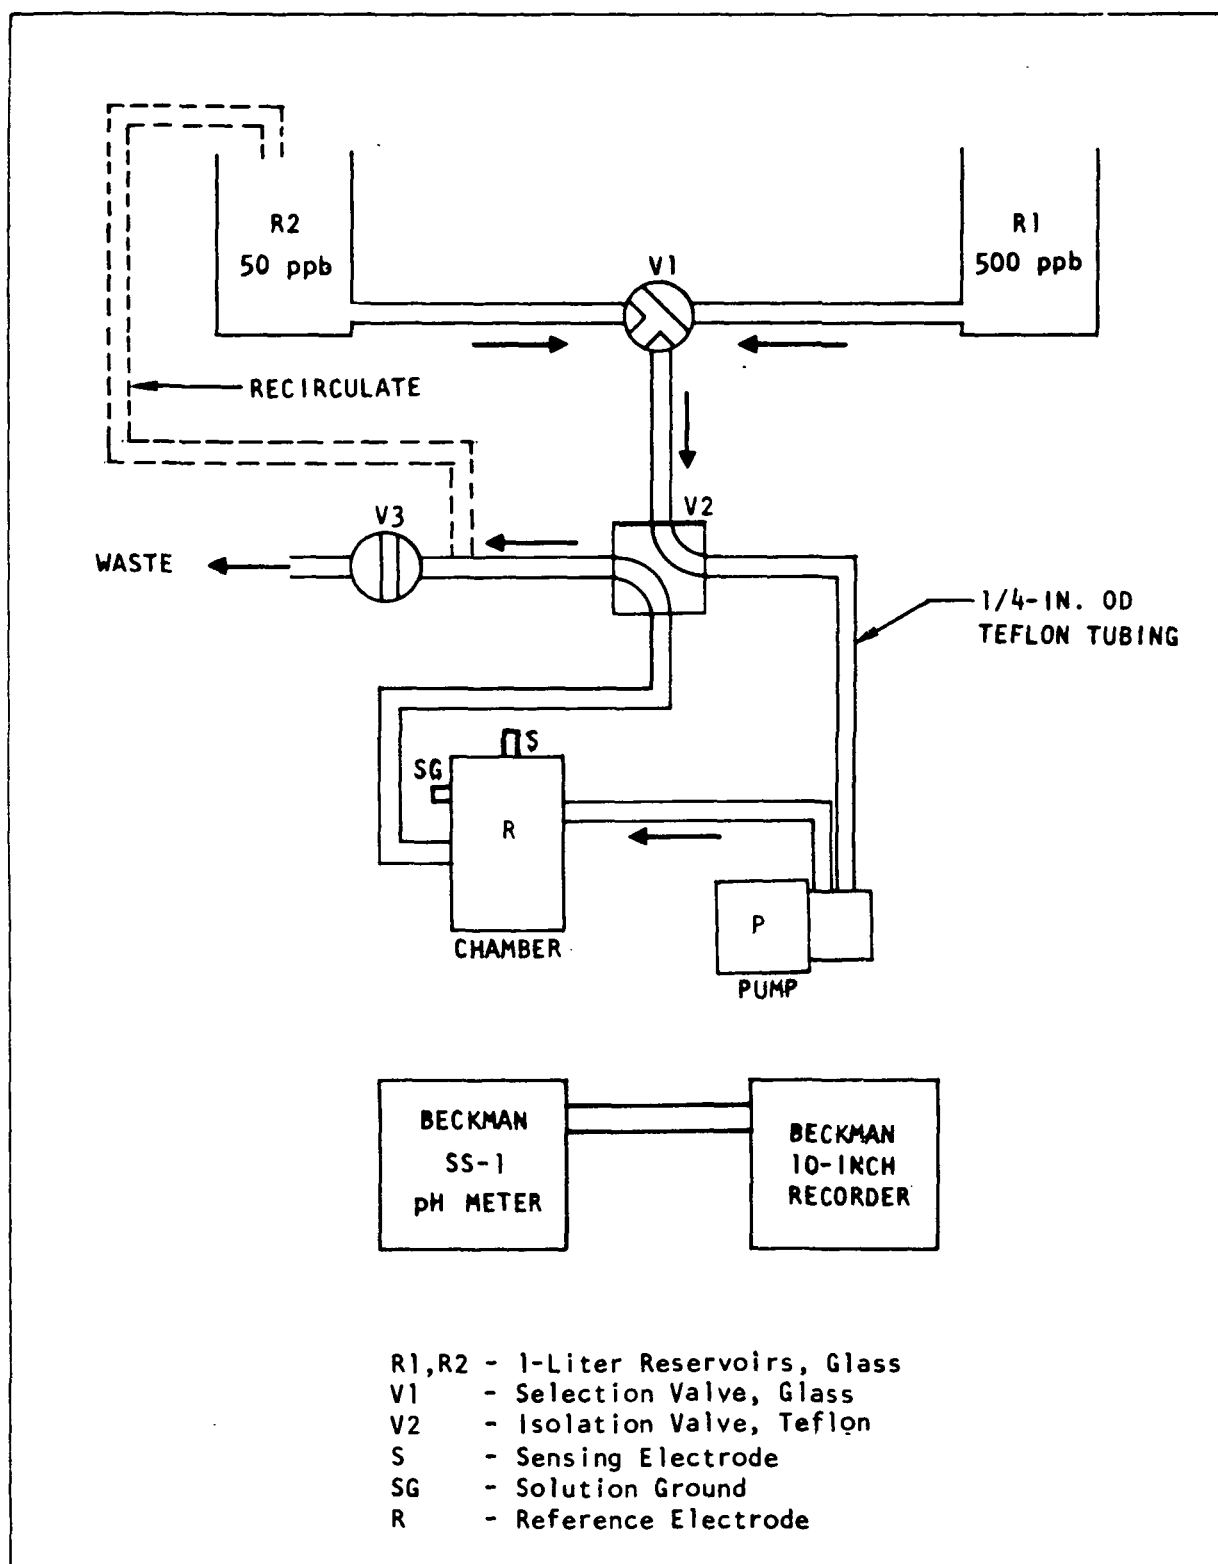 R2
50 ppb
R1
500 ppb
V1
RECIRCULATE
V2
V3
WASTE
1/4-IN. OD
TEFLON TUBING
S
SG
R
CHAMBER
P
PUMP
BECKMAN
SS-1
pH METER
BECKMAN
10-INCH
RECORDER
R1,R2 - 1-Liter Reservoirs, Glass
V1 - Selection Valve, Glass
V2 - Isolation Valve, Teflon
S - Sensing Electrode
SG - Solution Ground
R - Reference Electrode